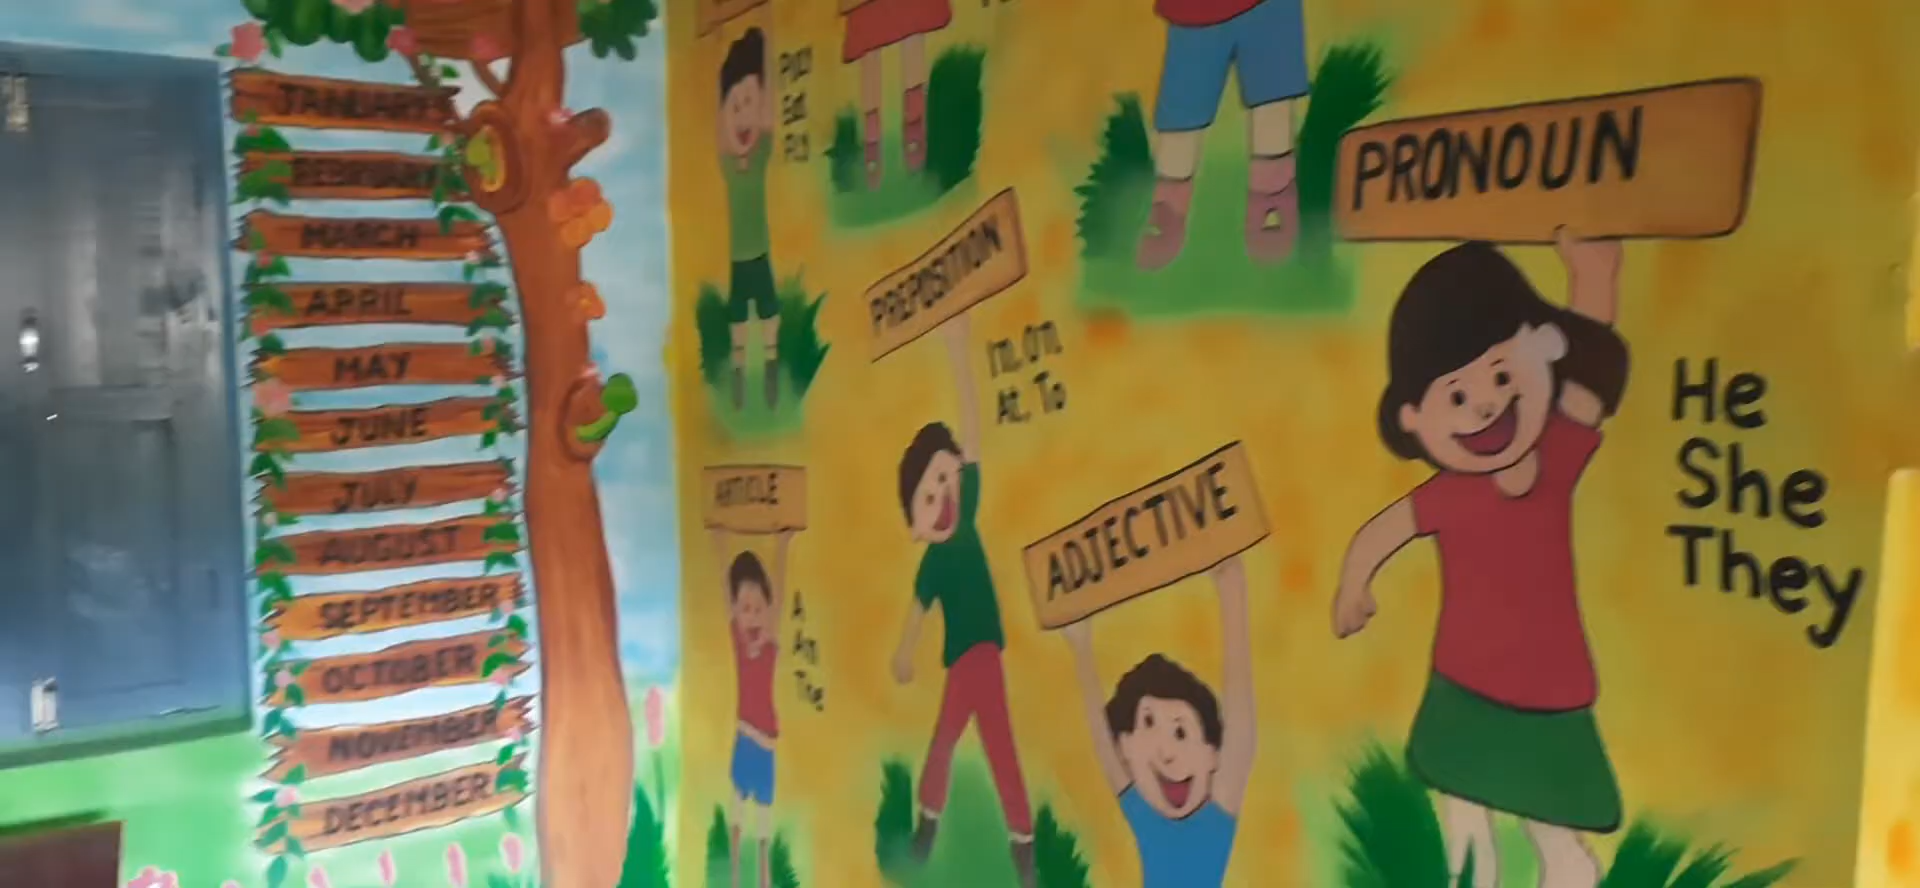 JANUARY
FEBRUARY
MARCH
APRIL
MAY
JUNE
JULY
AUGUST
SEPTEMBER
OCTOBER
NOVEMBER
DECEMBER
PREPOSITION
In, On
At, To
ARTICLE
A
An
The
ADJECTIVE
PRONOUN
He
She
They